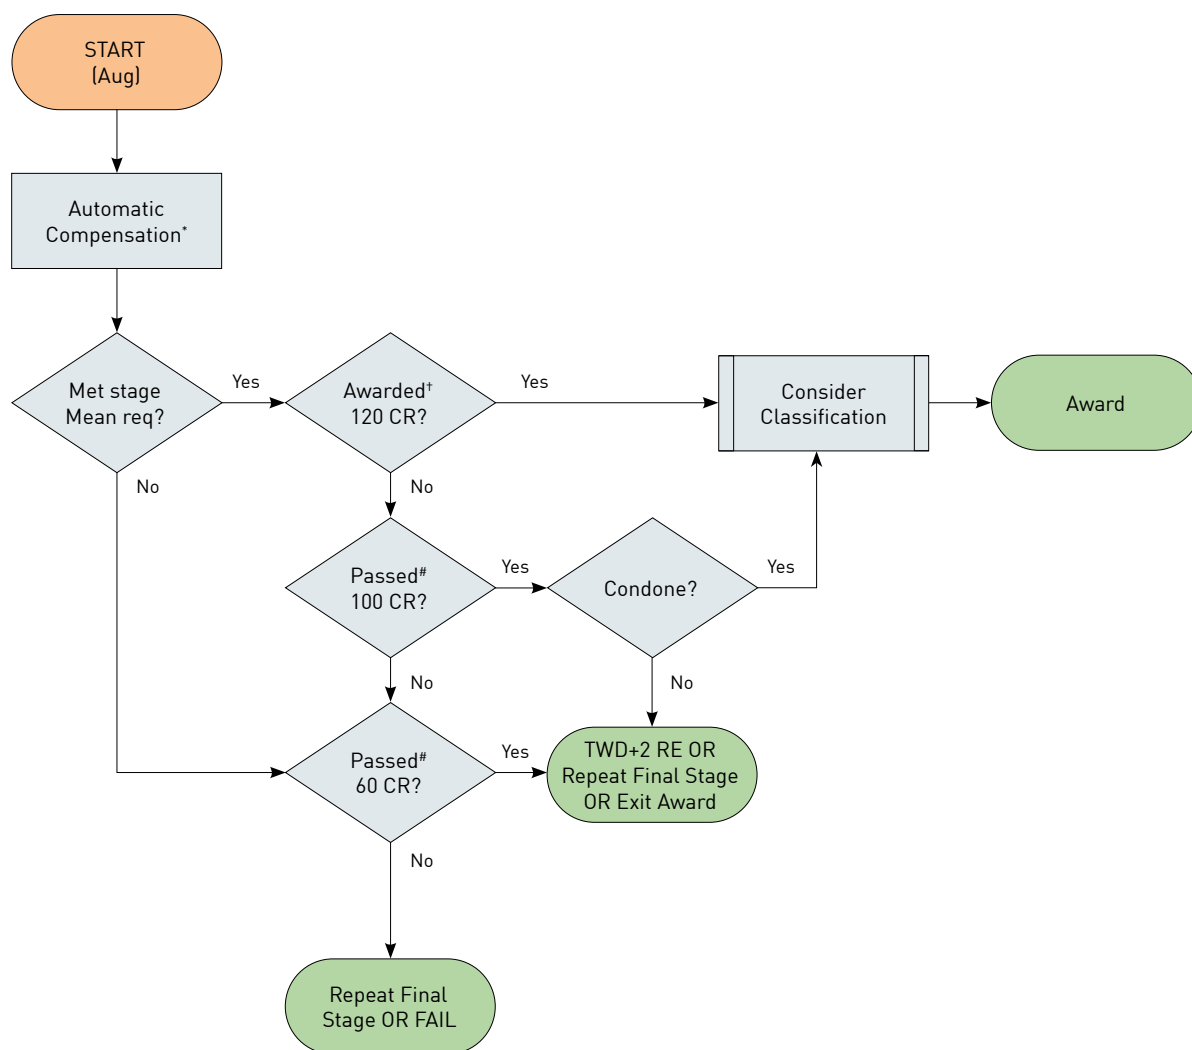 START
(Aug)
Automatic
Compensation*
Met stage
Mean req?
Yes
Awarded†
120 CR?
Yes
Consider
Classification
Award
No
No
Passed#
100 CR?
Yes
Condone?
Yes
No
No
Passed#
60 CR?
Yes
TWD+2 RE OR
Repeat Final Stage
OR Exit Award
No
Repeat Final
Stage OR FAIL